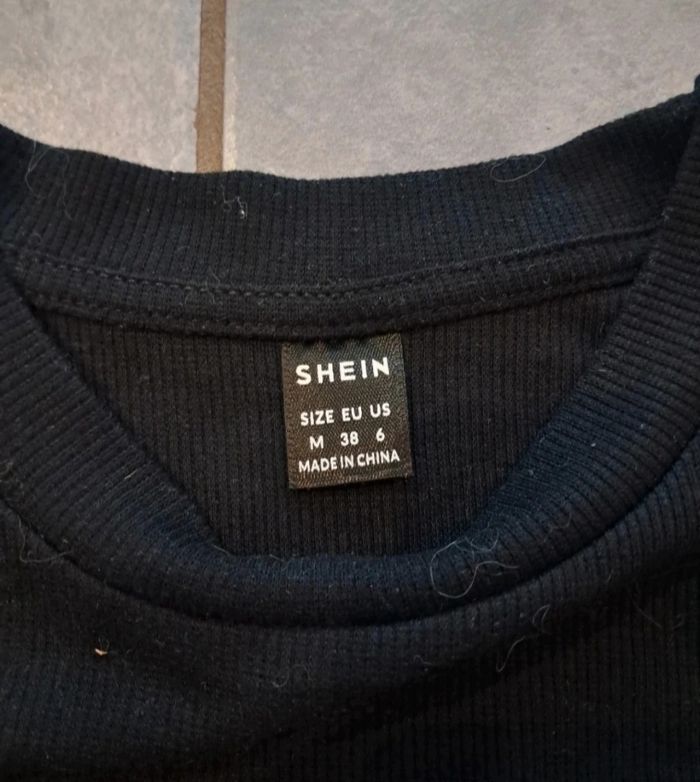 SHEIN
SIZE EU US
M 38 6
MADE IN CHINA